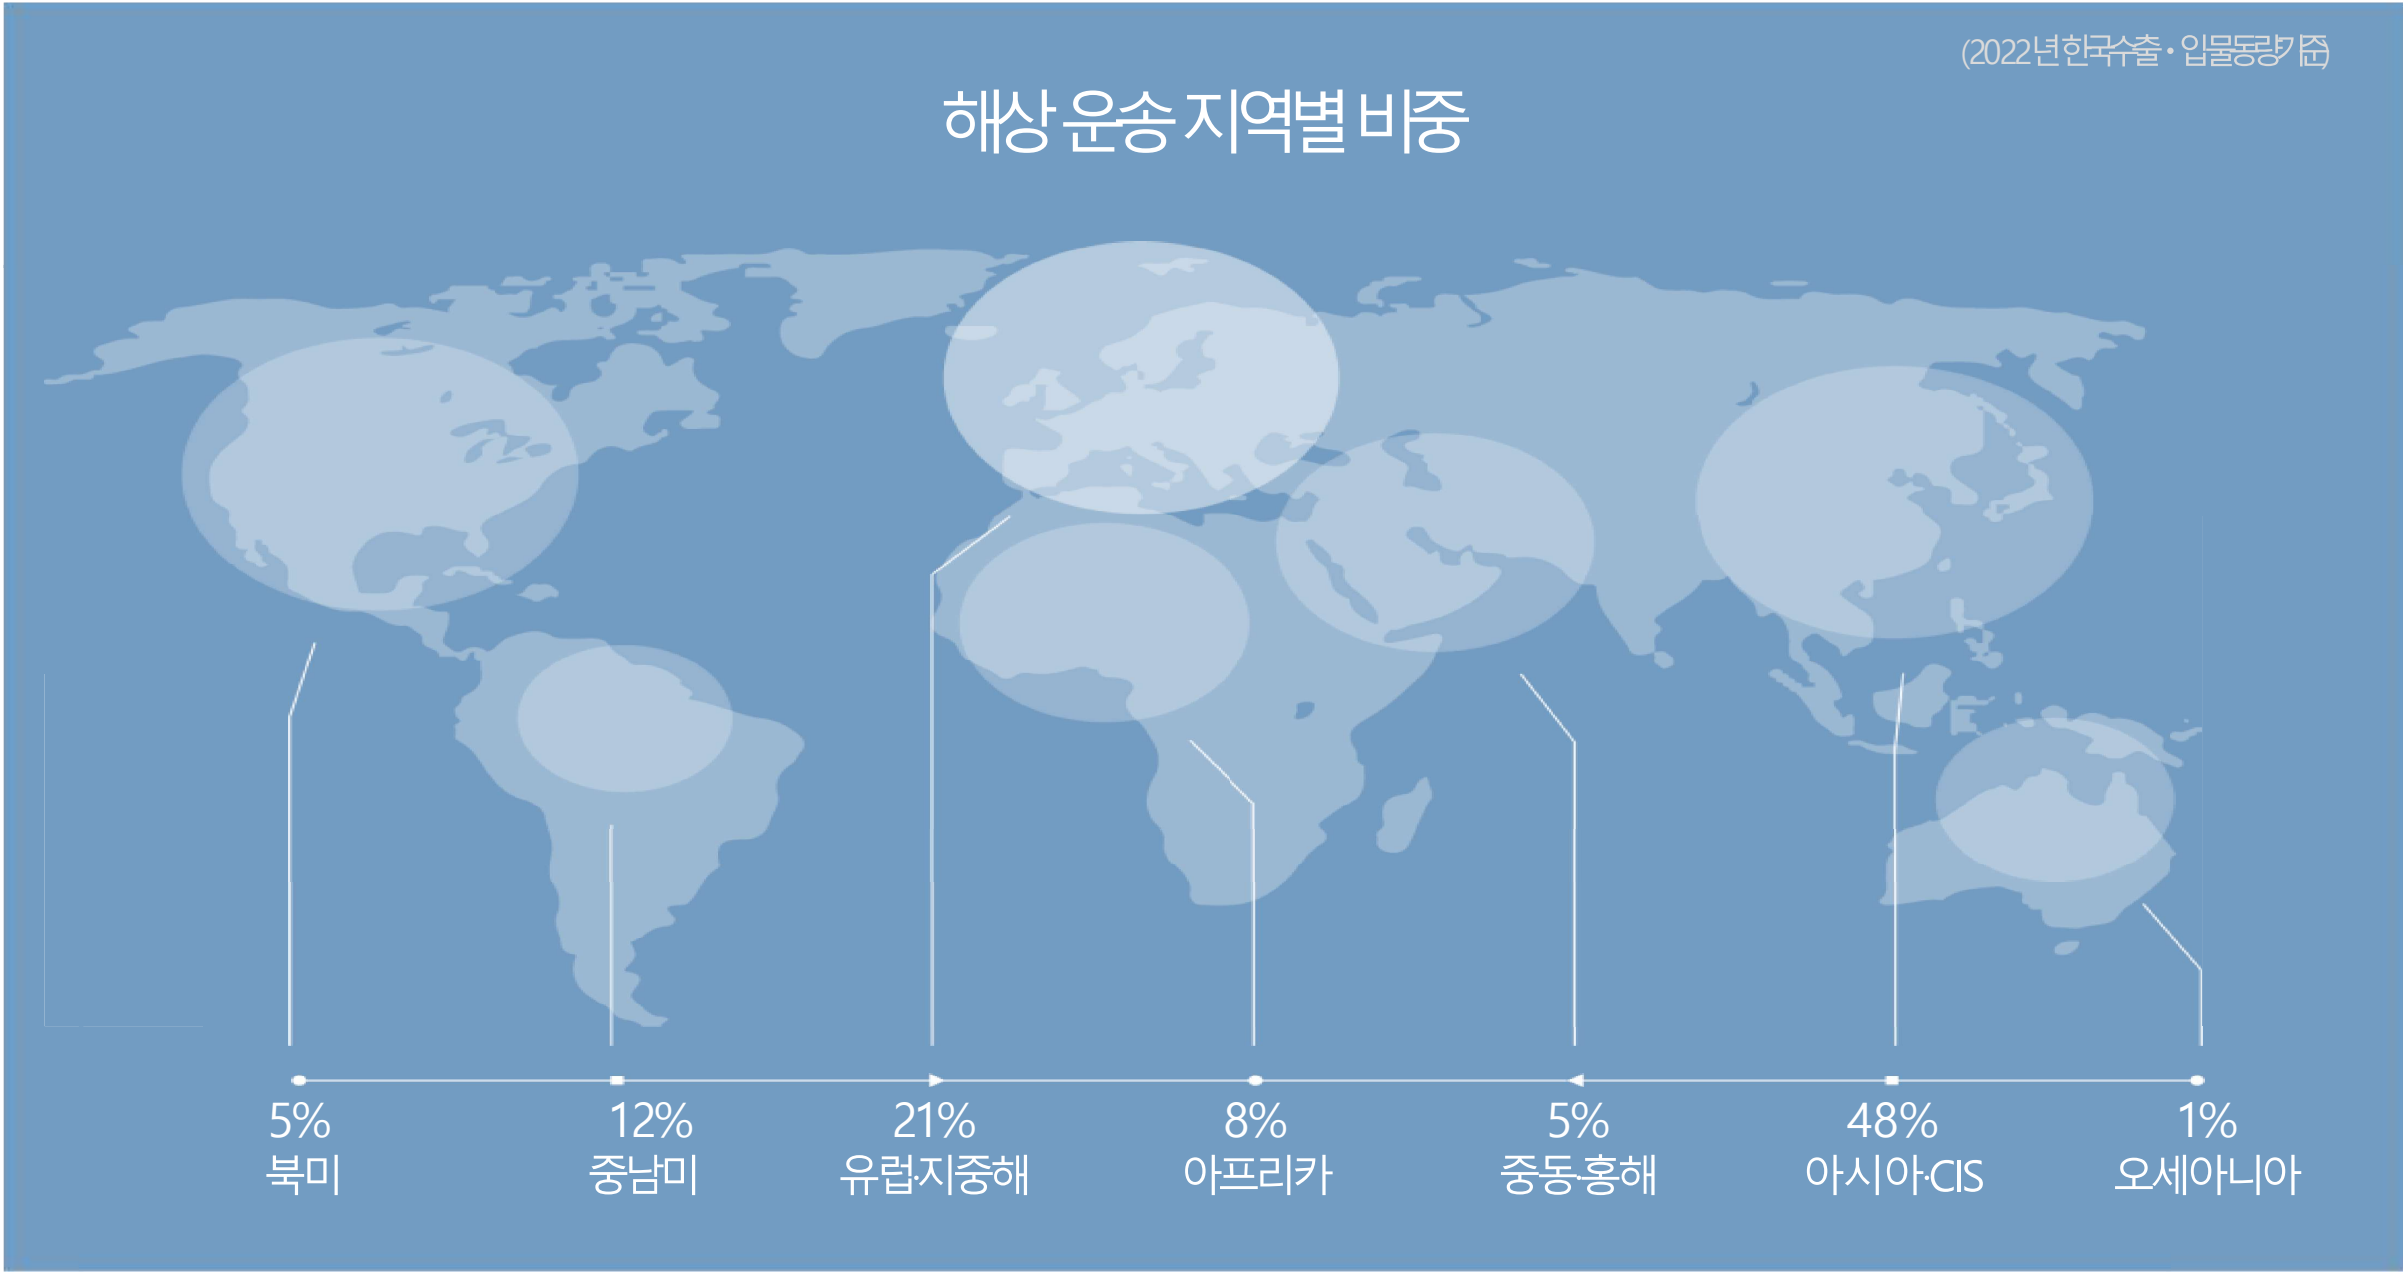 (2022년 한국 수출·입 물동량 기준)
해상 운송 지역별 비중
5% 12% 21% 8% 5% 48% 1%
북미 중남미 유럽·지중해 아프리카 중동·홍해 아시아·CIS 오세아니아